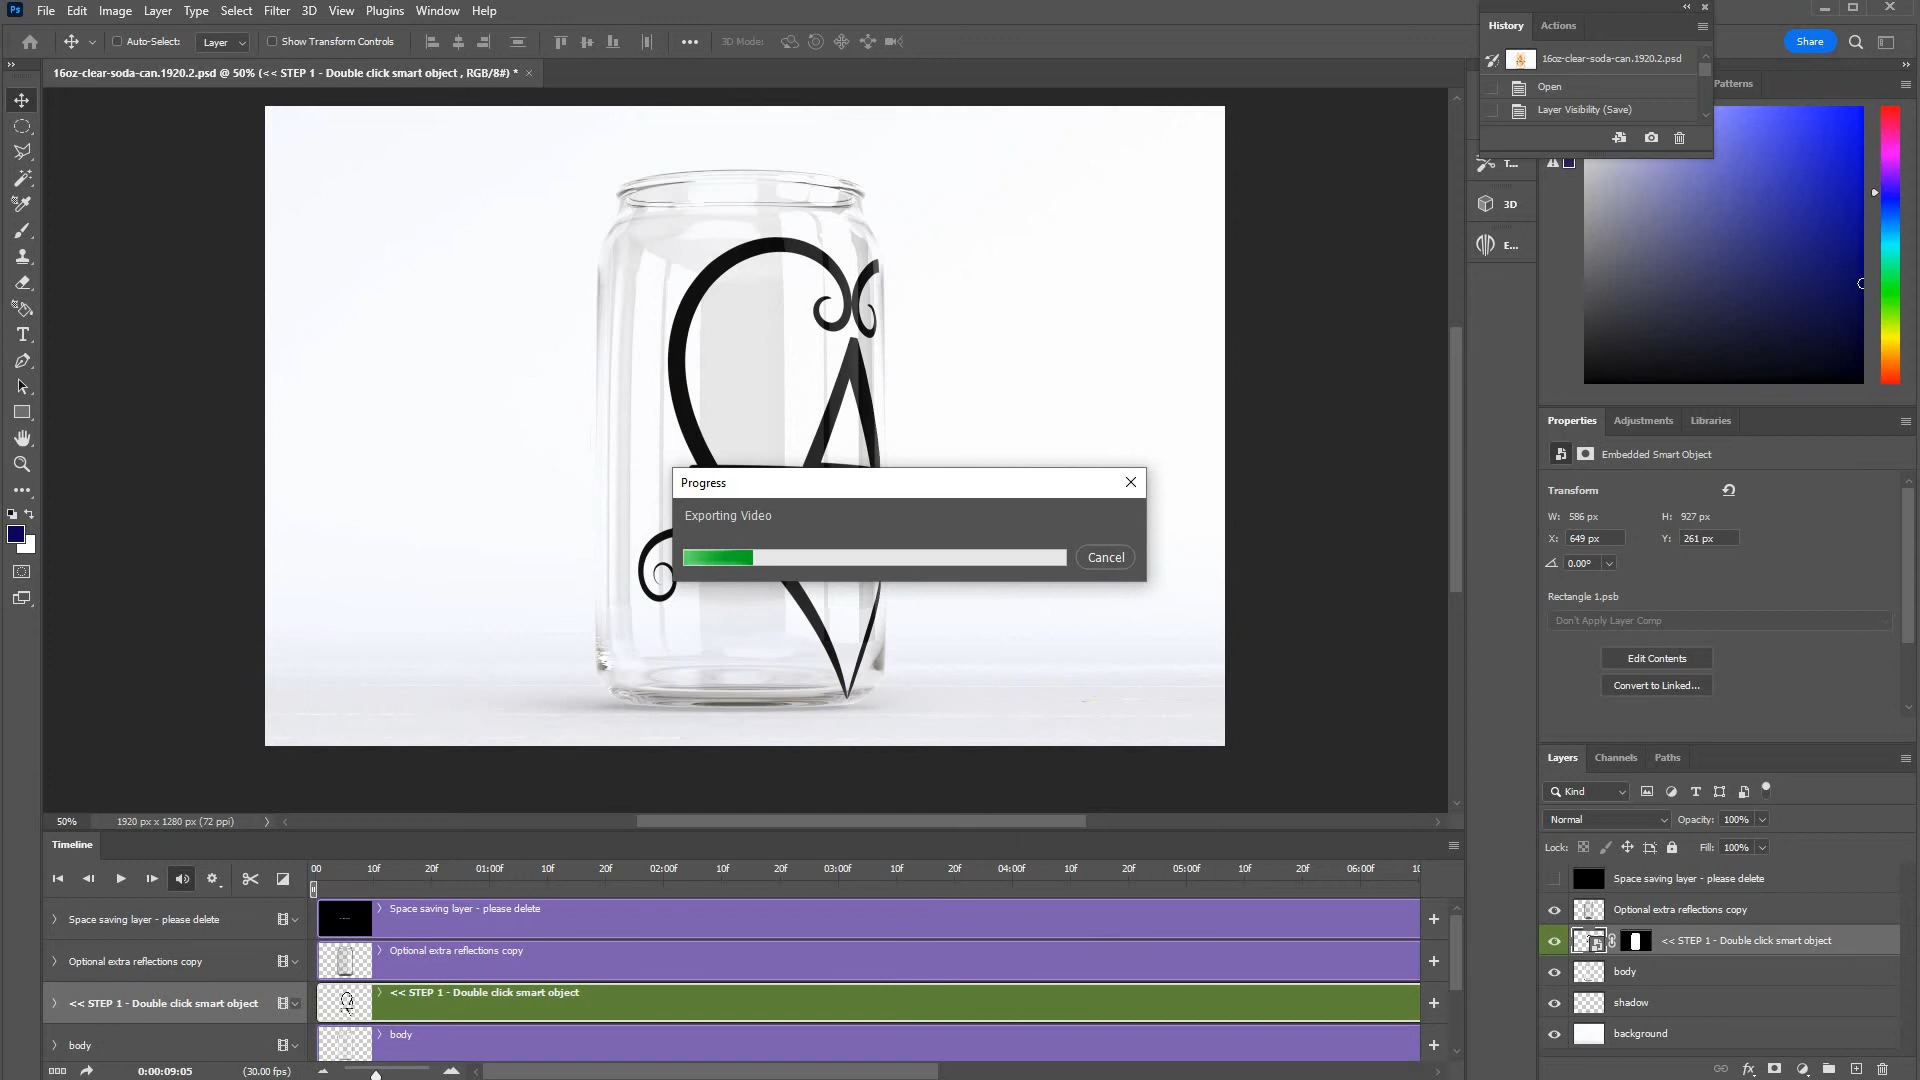 Ps File Edit Image Layer Type Select Filter 3D View Plugins Window Help
Auto-Select: Layer Show Transform Controls 3D Mode: Share
16oz-clear-soda-can.1920.2.psd @ 50% (<< STEP 1 - Double click smart object , RGB/8#) *
History Actions
16oz-clear-soda-can.1920.2.psd
Open
Layer Visibility (Save)
Patterns
T...
3D
E...
Progress
Exporting Video
Cancel
Properties Adjustments Libraries
Embedded Smart Object
Transform
W: 586 px H: 927 px
X: 649 px Y: 261 px
0.00°
Rectangle 1.psb
Don't Apply Layer Comp
Edit Contents
Convert to Linked...
Layers Channels Paths
Kind
Normal Opacity: 100%
Lock: Fill: 100%
Space saving layer - please delete
Optional extra reflections copy
<< STEP 1 - Double click smart object
body
shadow
background
fx
50% 1920 px x 1280 px (72 ppi)
Timeline
00 10f 20f 01:00f 10f 20f 02:00f 10f 20f 03:00f 10f 20f 04:00f 10f 20f 05:00f 10f 20f 06:00f 1(
Space saving layer - please delete Space saving layer - please delete
Optional extra reflections copy Optional extra reflections copy
<< STEP 1 - Double click smart object << STEP 1 - Double click smart object
body body
0:00:09:05 (30.00 fps)